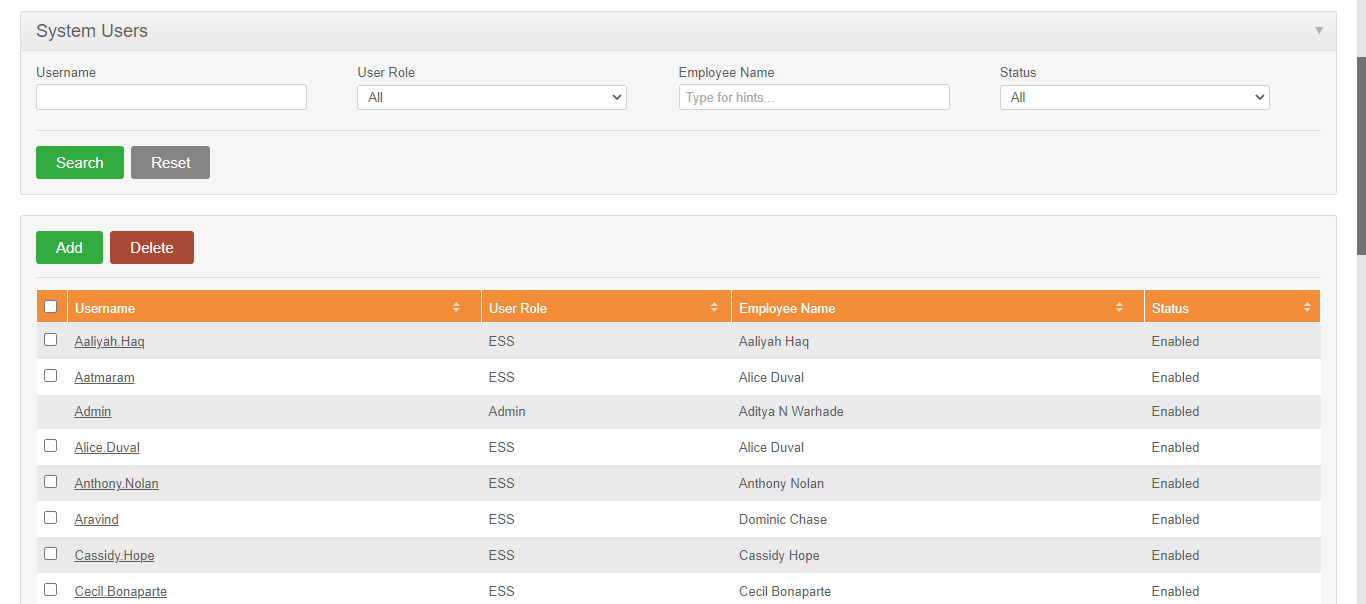 System Users
Username User Role Employee Name Status
All Type for hints... All
Search Reset
Add Delete
Username User Role Employee Name Status
Aaliyah.Haq ESS Aaliyah Haq Enabled
Aatmaram ESS Alice Duval Enabled
Admin Admin Aditya N Warhade Enabled
Alice.Duval ESS Alice Duval Enabled
Anthony.Nolan ESS Anthony Nolan Enabled
Aravind ESS Dominic Chase Enabled
Cassidy.Hope ESS Cassidy Hope Enabled
Cecil.Bonaparte ESS Cecil Bonaparte Enabled